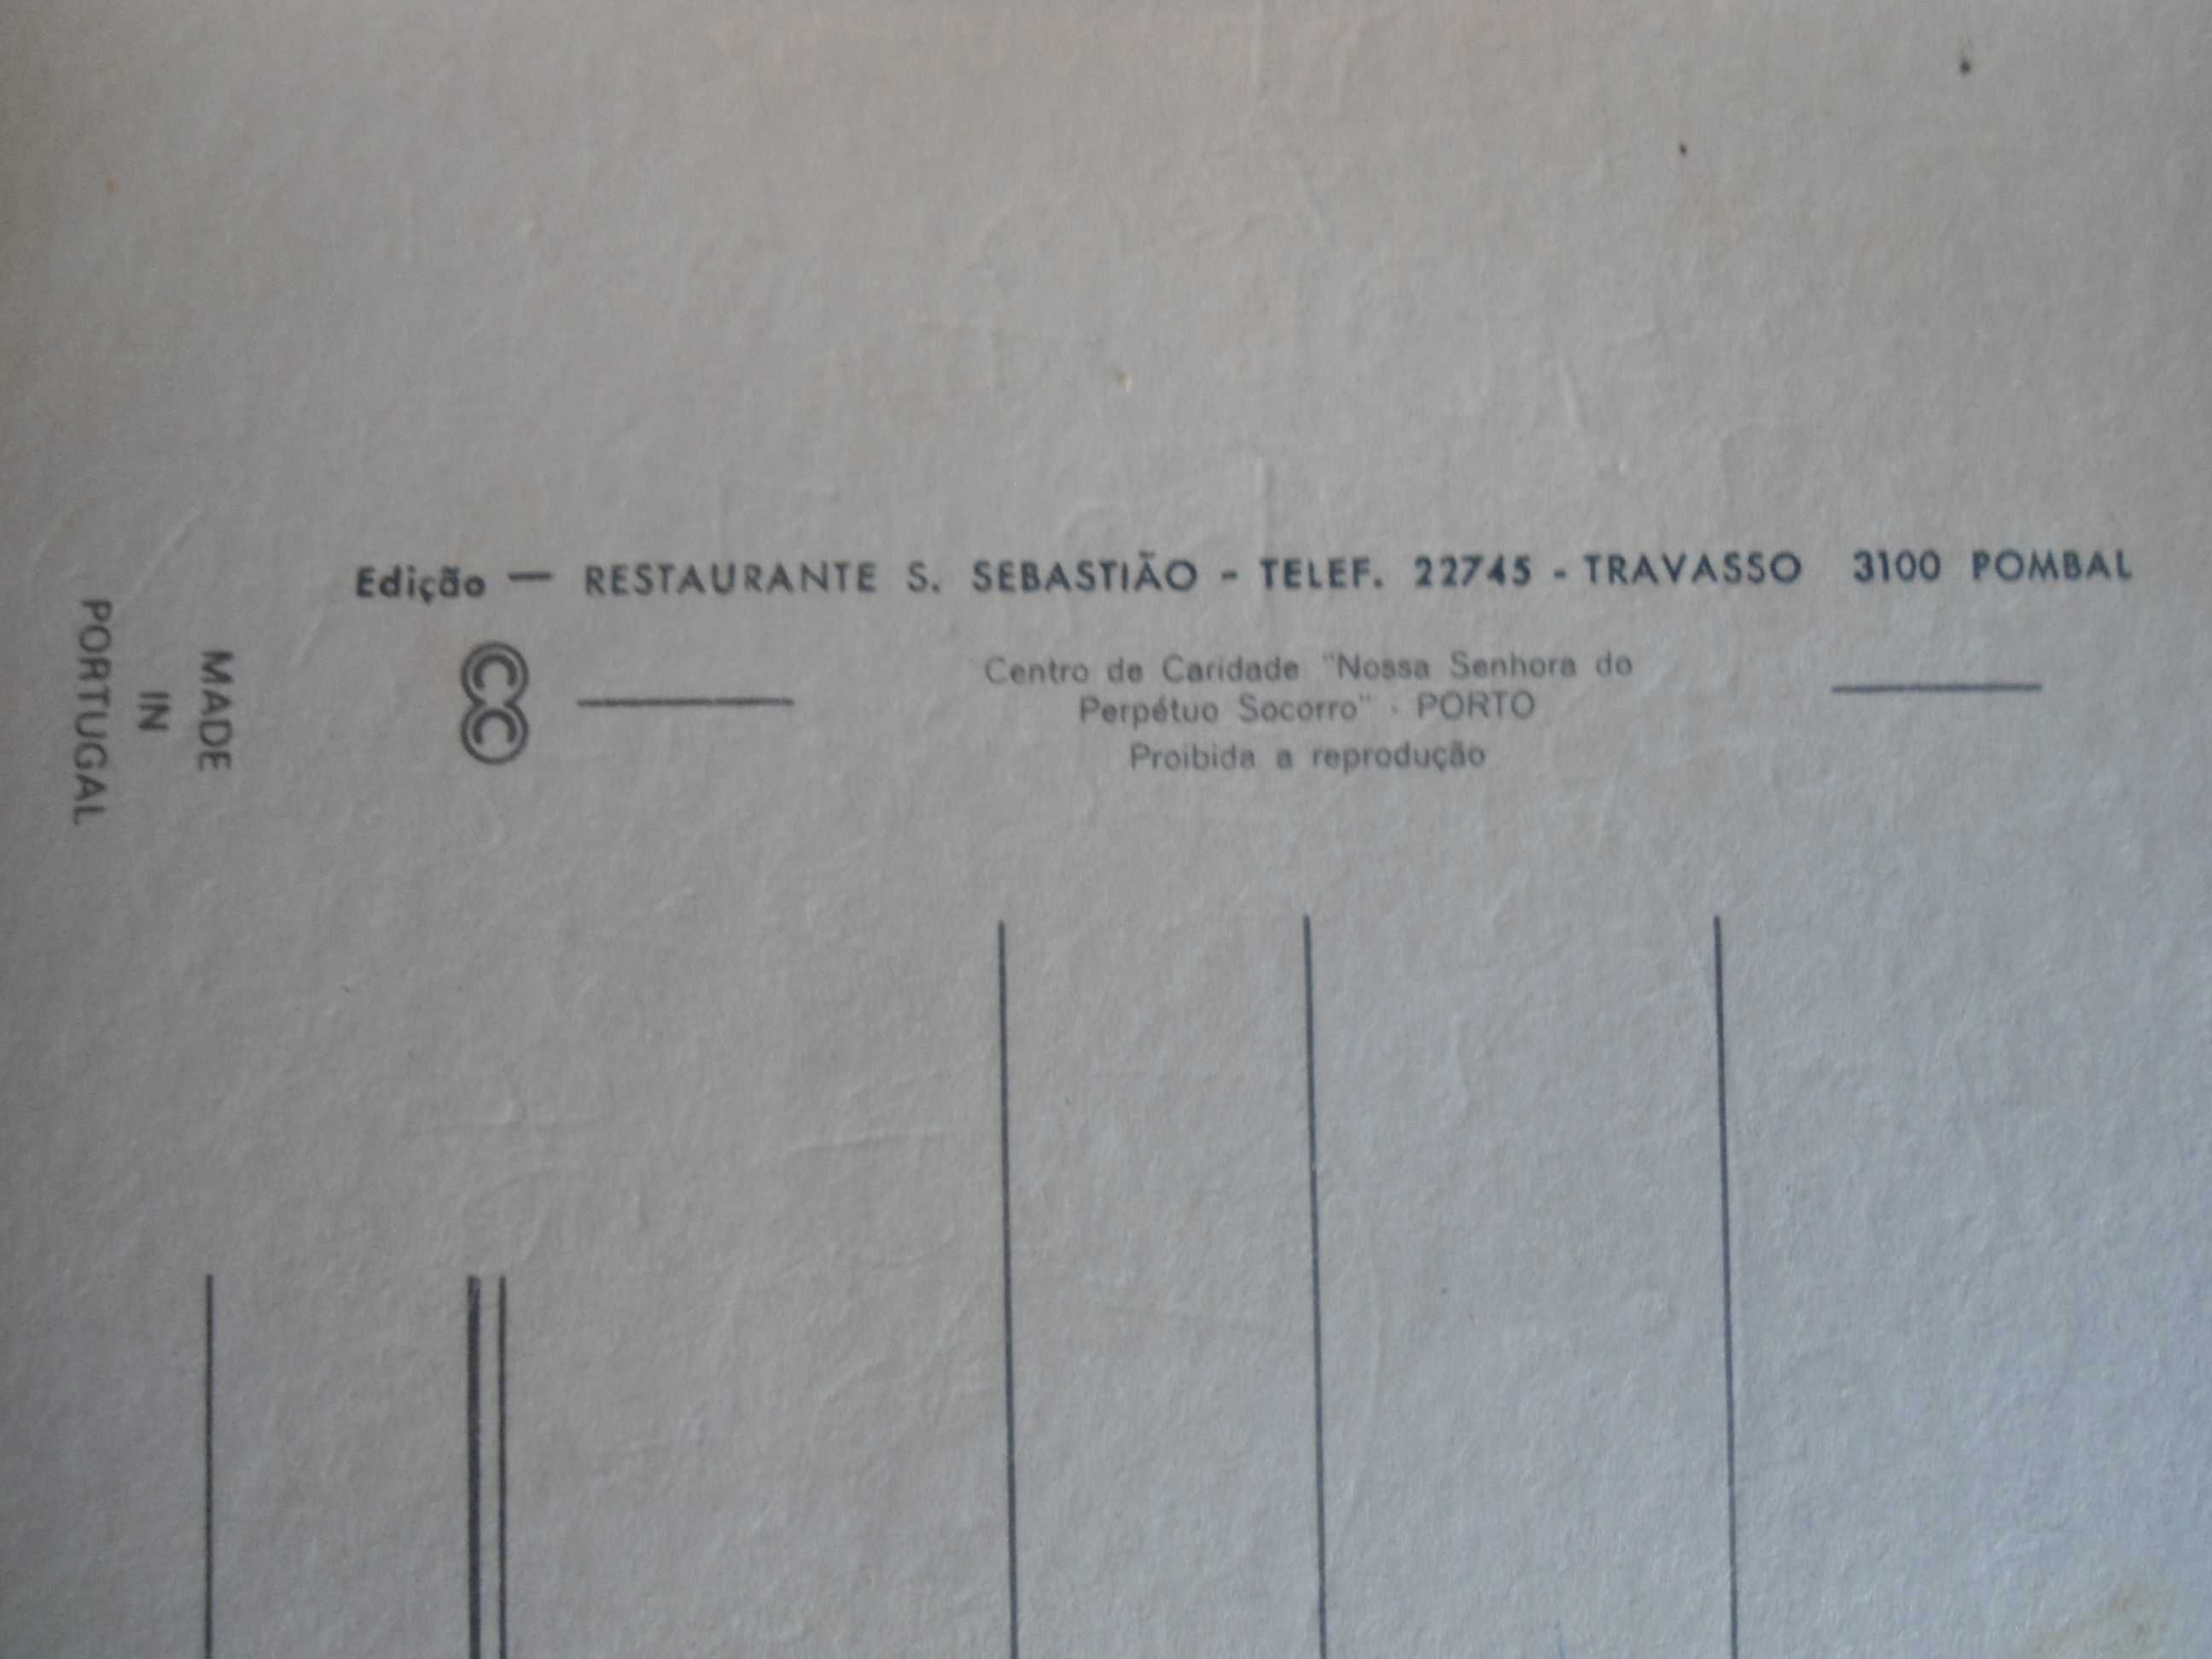 Edição — RESTAURANTE S. SEBASTIÃO - TELEF. 22745 - TRAVASSO 3100 POMBAL
CC
Centro de Caridade "Nossa Senhora do
Perpétuo Socorro" - PORTO
Proibida a reprodução
MADE
IN
PORTUGAL